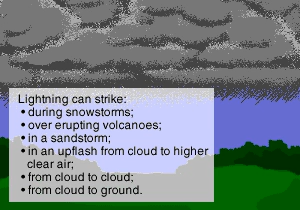 Lightning can strike:
• during snowstorms;
• over erupting volcanoes;
• in a sandstorm;
• in an upflash from cloud to higher
clear air;
• from cloud to cloud;
• from cloud to ground.